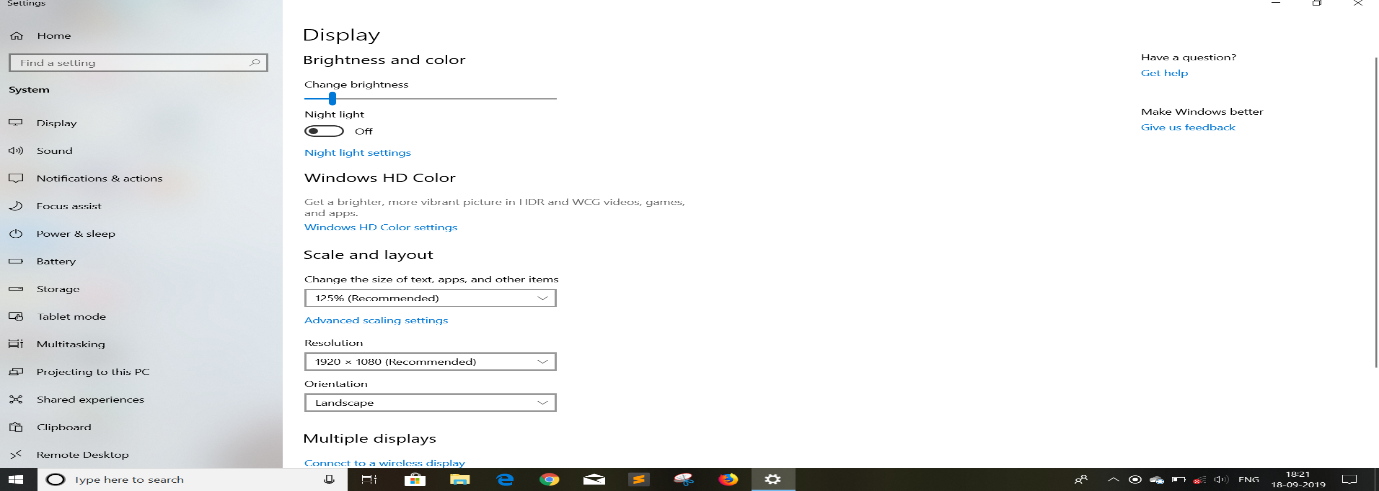 Settings
Home
Find a setting
System
Display
Sound
Notifications & actions
Focus assist
Power & sleep
Battery
Storage
Tablet mode
Multitasking
Projecting to this PC
Shared experiences
Clipboard
Remote Desktop
Display
Brightness and color
Change brightness
Night light
Off
Night light settings
Windows HD Color
Get a brighter, more vibrant picture in HDR and WCG videos, games,
and apps.
Windows HD Color settings
Scale and layout
Change the size of text, apps, and other items
125% (Recommended)
Advanced scaling settings
Resolution
1920 × 1080 (Recommended)
Orientation
Landscape
Multiple displays
Connect to a wireless display
Have a question?
Get help
Make Windows better
Give us feedback
Type here to search
ENG
18:21
18-09-2019